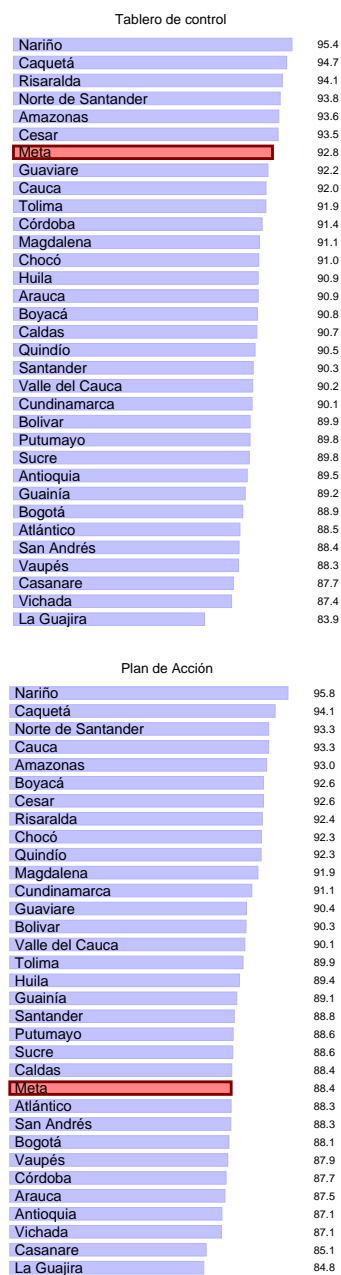 Tablero de control
Nariño 95.4
Caquetá 94.7
Risaralda 94.1
Norte de Santander 93.8
Amazonas 93.6
Cesar 93.5
Meta 92.8
Guaviare 92.2
Cauca 92.0
Tolima 91.9
Córdoba 91.4
Magdalena 91.1
Chocó 91.0
Huila 90.9
Arauca 90.9
Boyacá 90.8
Caldas 90.7
Quindío 90.5
Santander 90.3
Valle del Cauca 90.2
Cundinamarca 90.1
Bolivar 89.9
Putumayo 89.8
Sucre 89.8
Antioquia 89.5
Guainía 89.2
Bogotá 88.9
Atlántico 88.5
San Andrés 88.4
Vaupés 88.3
Casanare 87.7
Vichada 87.4
La Guajira 83.9
Plan de Acción
Nariño 95.8
Caquetá 94.1
Norte de Santander 93.3
Cauca 93.3
Amazonas 93.0
Boyacá 92.6
Cesar 92.6
Risaralda 92.4
Chocó 92.3
Quindío 92.3
Magdalena 91.9
Cundinamarca 91.1
Guaviare 90.4
Bolivar 90.3
Valle del Cauca 90.1
Tolima 89.9
Huila 89.4
Guainía 89.1
Santander 88.8
Putumayo 88.6
Sucre 88.6
Caldas 88.4
Meta 88.4
Atlántico 88.3
San Andrés 88.3
Bogotá 88.1
Vaupés 87.9
Córdoba 87.7
Arauca 87.5
Antioquia 87.1
Vichada 87.1
Casanare 85.1
La Guajira 84.8